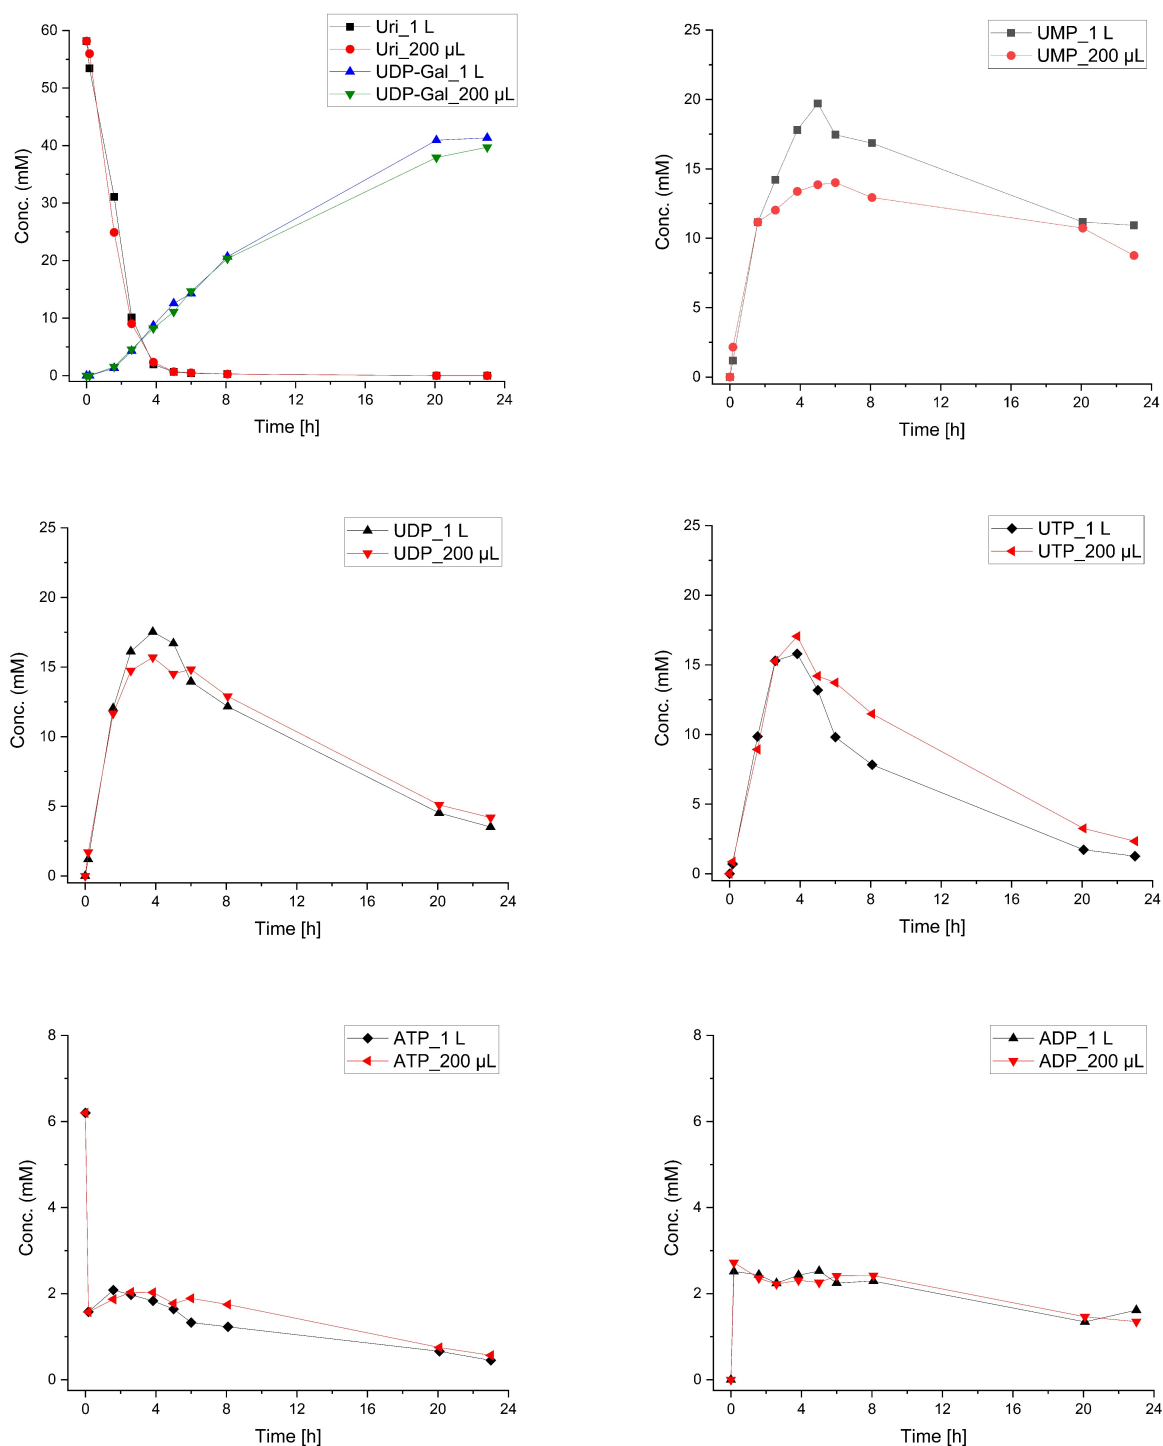 Uri_1 L
Uri_200 µL
UDP-Gal_1 L
UDP-Gal_200 µL
Conc. (mM)
60
50
40
30
20
10
0
0 4 8 12 16 20 24
Time [h]
UMP_1 L
UMP_200 µL
Conc. (mM)
25
20
15
10
5
0
0 4 8 12 16 20 24
Time [h]
UDP_1 L
UDP_200 µL
Conc. (mM)
25
20
15
10
5
0
0 4 8 12 16 20 24
Time [h]
UTP_1 L
UTP_200 µL
Conc. (mM)
25
20
15
10
5
0
0 4 8 12 16 20 24
Time [h]
ATP_1 L
ATP_200 µL
Conc. (mM)
8
6
4
2
0
0 4 8 12 16 20 24
Time [h]
ADP_1 L
ADP_200 µL
Conc. (mM)
8
6
4
2
0
0 4 8 12 16 20 24
Time [h]